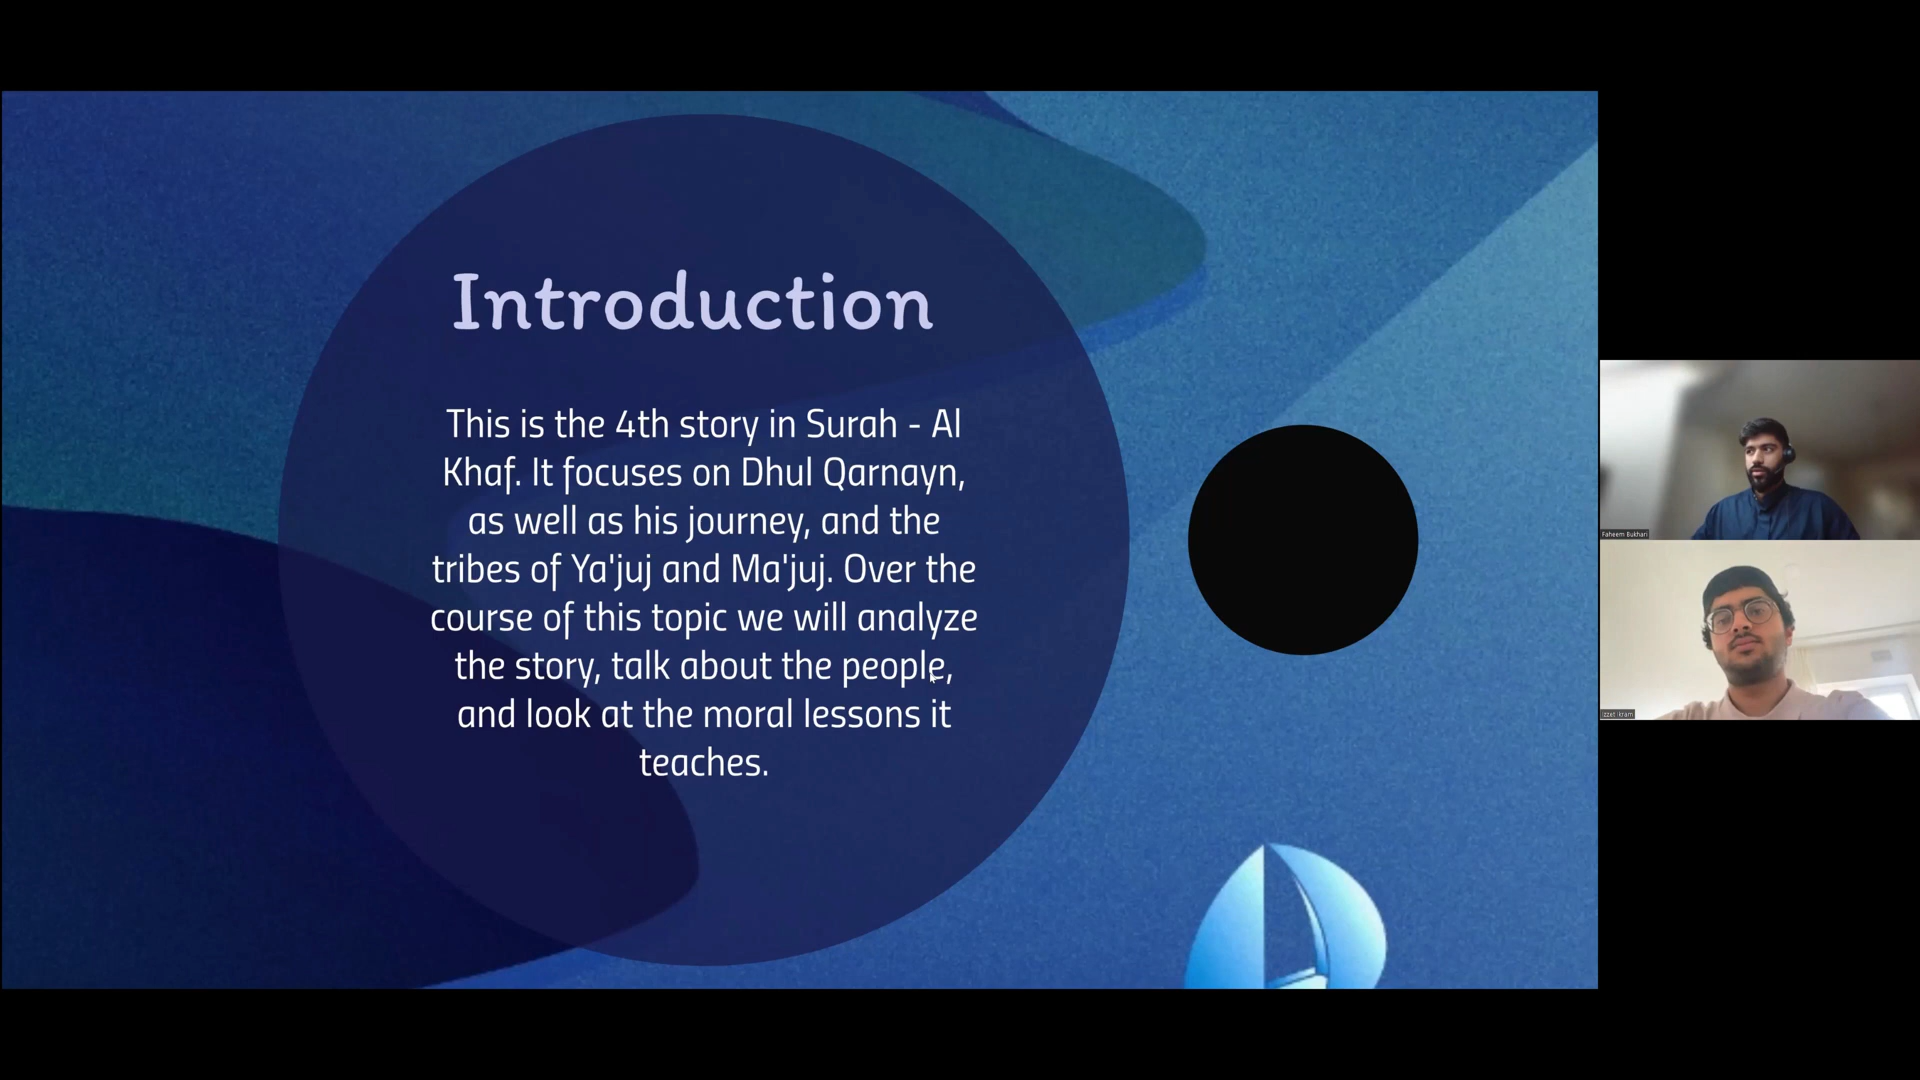 Introduction
This is the 4th story in Surah - Al
Khaf. It focuses on Dhul Qarnayn,
as well as his journey, and the
tribes of Ya'juj and Ma'juj. Over the
course of this topic we will analyze
the story, talk about the people,
and look at the moral lessons it
teaches.
Faheem Bukhari
Izzet Ikram